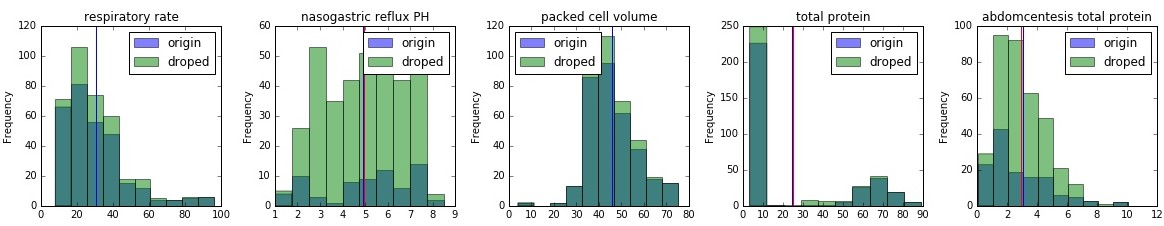 respiratory rate
Frequency
120
100
80
60
40
20
0
0 20 40 60 80 100
origin
droped
nasogastric reflux PH
Frequency
60
50
40
30
20
10
0
1 2 3 4 5 6 7 8 9
origin
droped
packed cell volume
Frequency
120
100
80
60
40
20
0
0 10 20 30 40 50 60 70 80
origin
droped
total protein
Frequency
250
200
150
100
50
0
0 10 20 30 40 50 60 70 80 90
origin
droped
abdomcentesis total protein
Frequency
100
80
60
40
20
0
0 2 4 6 8 10 12
origin
droped